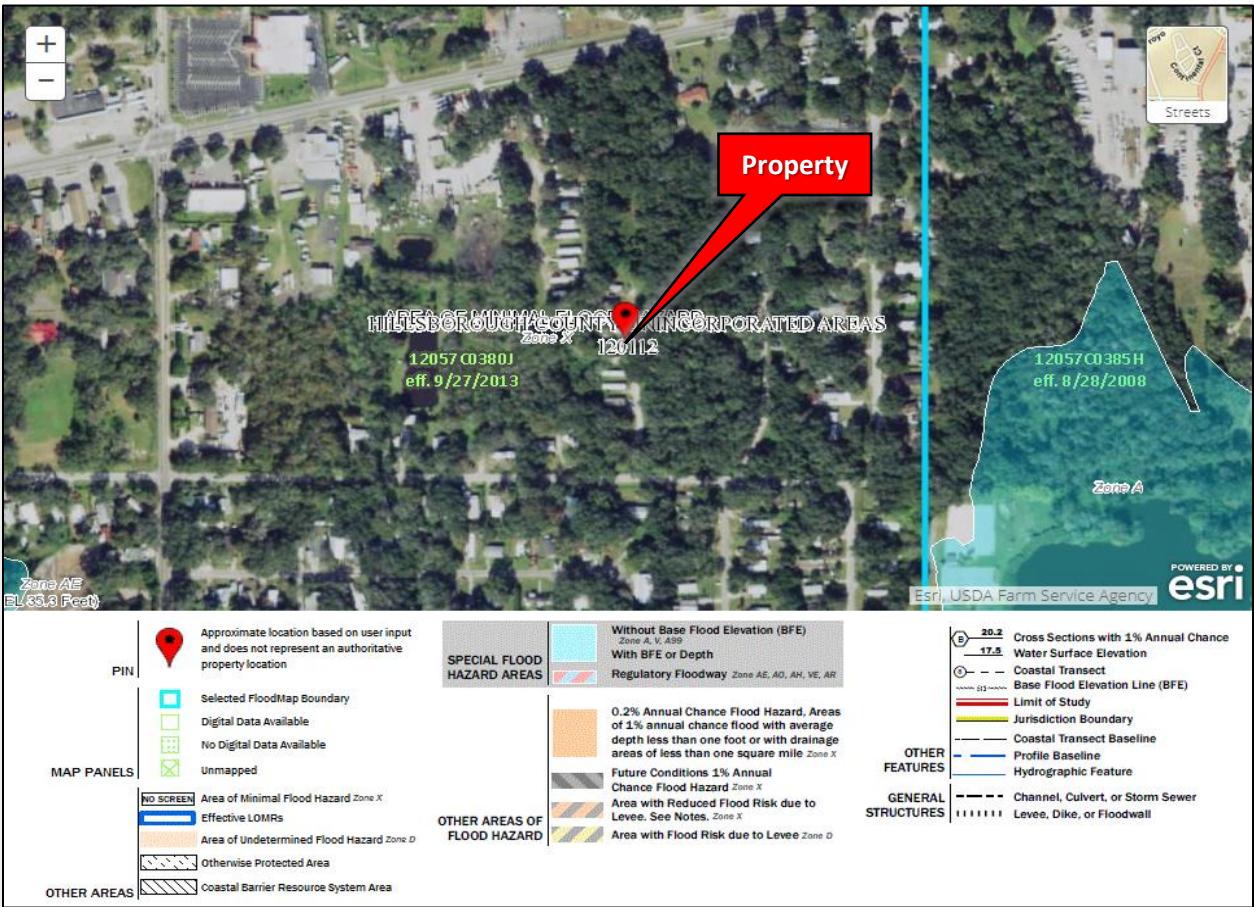 +
−
royo
Continental Ct
Streets
Property
AREA OF MINIMAL FLOOD HAZARD
HILLSBOROUGH COUNTY UNINCORPORATED AREAS
Zone X
120112
12057C0380J
eff. 9/27/2013
12057C0385H
eff. 8/28/2008
Zone A
Zone AE
EL 35.3 Feet)
POWERED BY
esri
Esri, USDA Farm Service Agency
PIN
Approximate location based on user input
and does not represent an authoritative
property location
MAP PANELS
Selected FloodMap Boundary
Digital Data Available
No Digital Data Available
Unmapped
OTHER AREAS
NO SCREEN Area of Minimal Flood Hazard Zone X
Effective LOMRs
Area of Undetermined Flood Hazard Zone D
Otherwise Protected Area
Coastal Barrier Resource System Area
SPECIAL FLOOD
HAZARD AREAS
Without Base Flood Elevation (BFE)
Zone A, V, A99
With BFE or Depth
Regulatory Floodway Zone AE, AO, AH, VE, AR
OTHER AREAS OF
FLOOD HAZARD
0.2% Annual Chance Flood Hazard, Areas
of 1% annual chance flood with average
depth less than one foot or with drainage
areas of less than one square mile Zone X
Future Conditions 1% Annual
Chance Flood Hazard Zone X
Area with Reduced Flood Risk due to
Levee. See Notes. Zone X
Area with Flood Risk due to Levee Zone D
OTHER
FEATURES
B 20.2 Cross Sections with 1% Annual Chance
17.5 Water Surface Elevation
8 Coastal Transect
513 Base Flood Elevation Line (BFE)
Limit of Study
Jurisdiction Boundary
Coastal Transect Baseline
Profile Baseline
Hydrographic Feature
GENERAL
STRUCTURES
Channel, Culvert, or Storm Sewer
Levee, Dike, or Floodwall